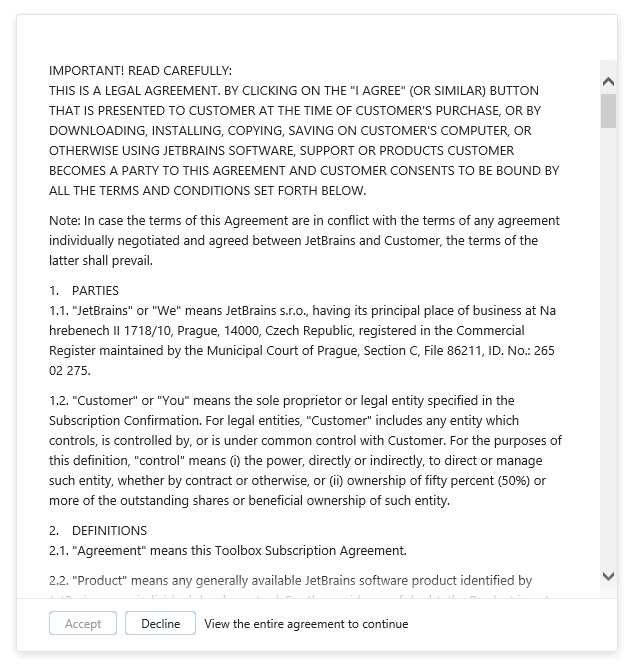 IMPORTANT! READ CAREFULLY:
THIS IS A LEGAL AGREEMENT. BY CLICKING ON THE "I AGREE" (OR SIMILAR) BUTTON
THAT IS PRESENTED TO CUSTOMER AT THE TIME OF CUSTOMER'S PURCHASE, OR BY
DOWNLOADING, INSTALLING, COPYING, SAVING ON CUSTOMER'S COMPUTER, OR
OTHERWISE USING JETBRAINS SOFTWARE, SUPPORT OR PRODUCTS CUSTOMER
BECOMES A PARTY TO THIS AGREEMENT AND CUSTOMER CONSENTS TO BE BOUND BY
ALL THE TERMS AND CONDITIONS SET FORTH BELOW.
Note: In case the terms of this Agreement are in conflict with the terms of any agreement
individually negotiated and agreed between JetBrains and Customer, the terms of the
latter shall prevail.
1. PARTIES
1.1. "JetBrains" or "We" means JetBrains s.r.o., having its principal place of business at Na
hrebenech II 1718/10, Prague, 14000, Czech Republic, registered in the Commercial
Register maintained by the Municipal Court of Prague, Section C, File 86211, ID. No.: 265
02 275.
1.2. "Customer" or "You" means the sole proprietor or legal entity specified in the
Subscription Confirmation. For legal entities, "Customer" includes any entity which
controls, is controlled by, or is under common control with Customer. For the purposes of
this definition, "control" means (i) the power, directly or indirectly, to direct or manage
such entity, whether by contract or otherwise, or (ii) ownership of fifty percent (50%) or
more of the outstanding shares or beneficial ownership of such entity.
2. DEFINITIONS
2.1. "Agreement" means this Toolbox Subscription Agreement.
2.2. "Product" means any generally available JetBrains software product identified by
Accept Decline View the entire agreement to continue